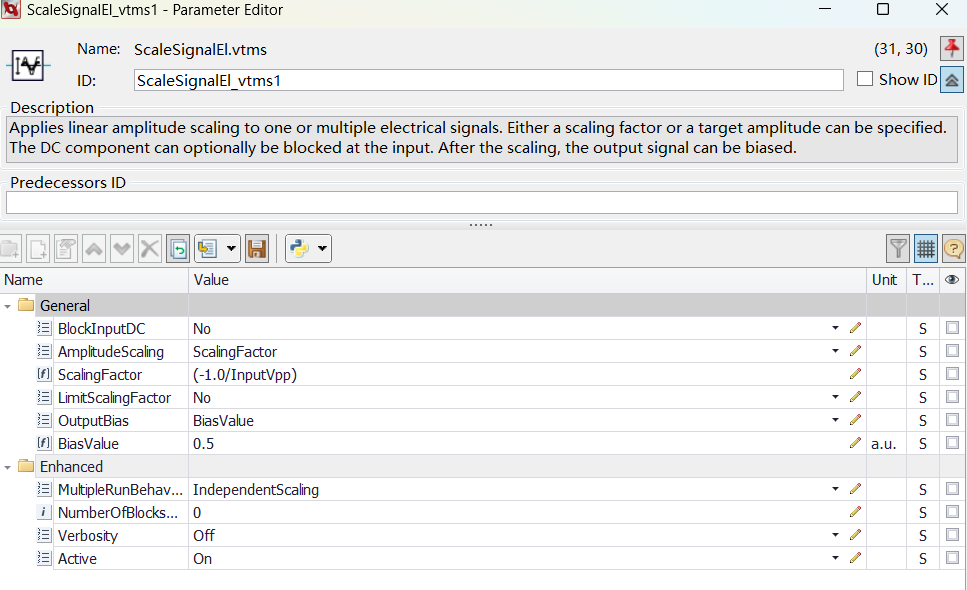 ScaleSignalEl_vtms1 - Parameter Editor
Name: ScaleSignalEl.vtms (31, 30)
ID: ScaleSignalEl_vtms1 Show ID
Description
Applies linear amplitude scaling to one or multiple electrical signals. Either a scaling factor or a target amplitude can be specified.
The DC component can optionally be blocked at the input. After the scaling, the output signal can be biased.
Predecessors ID
Name Value Unit T...
General
BlockInputDC No S
AmplitudeScaling ScalingFactor S
ScalingFactor (-1.0/InputVpp) S
LimitScalingFactor No S
OutputBias BiasValue S
BiasValue 0.5 a.u. S
Enhanced
MultipleRunBehav... IndependentScaling S
NumberOfBlocks... 0 S
Verbosity Off S
Active On S